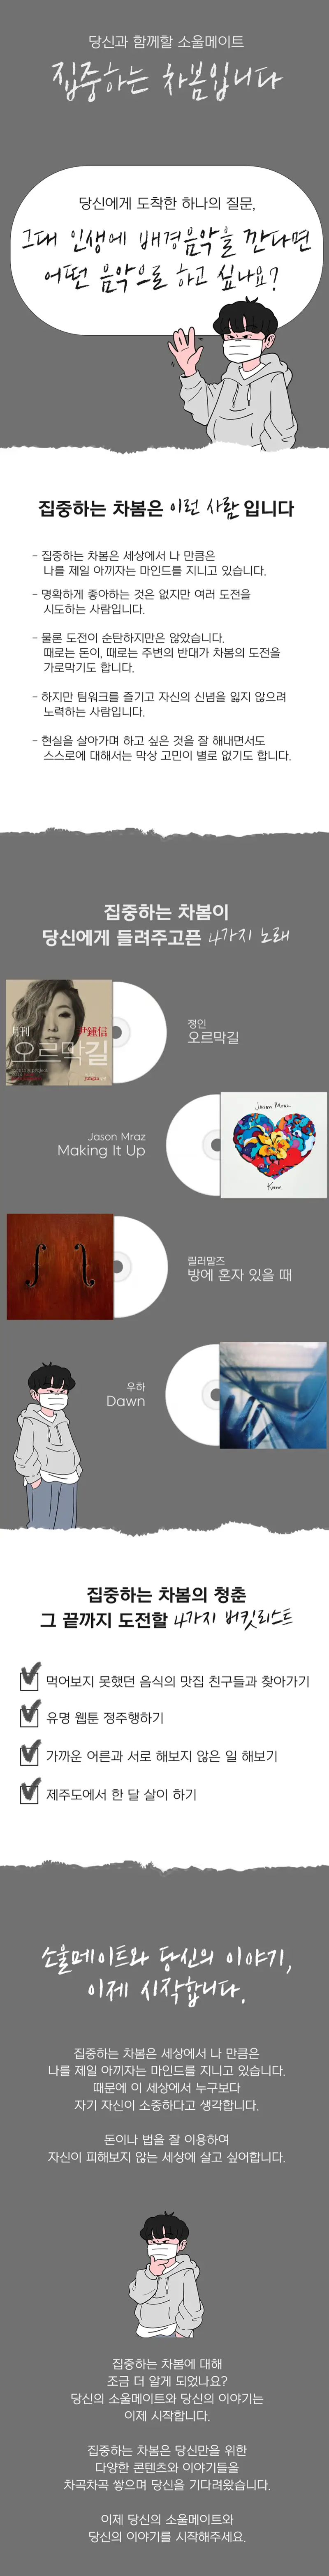 당신과 함께할 소울메이트
집중하는 차봄입니다
당신에게 도착한 하나의 질문,
그대 인생에 배경음악을 깐다면
어떤 음악으로 하고 싶나요?
집중하는 차봄은 이런 사람 입니다
- 집중하는 차봄은 세상에서 나 만큼은
나를 제일 아끼자는 마인드를 지니고 있습니다.
- 명확하게 좋아하는 것은 없지만 여러 도전을
시도하는 사람입니다.
- 물론 도전이 순탄하지만은 않았습니다.
때로는 돈이, 때로는 주변의 반대가 차봄의 도전을
가로막기도 합니다.
- 하지만 팀워크를 즐기고 자신의 신념을 잃지 않으려
노력하는 사람입니다.
- 현실을 살아가며 하고 싶은 것을 잘 해내면서도
스스로에 대해서는 막상 고민이 별로 없기도 합니다.
집중하는 차봄이
당신에게 들려주고픈 4가지 노래
月刊 尹鍾信
오르막길
정인
오르막길
Jason Mraz
Making It Up
Jason Mraz
Know.
릴러말즈
방에 혼자 있을 때
우하
Dawn
집중하는 차봄의 청춘
그 끝까지 도전할 4가지 버킷리스트
먹어보지 못했던 음식의 맛집 친구들과 찾아가기
유명 웹툰 정주행하기
가까운 어른과 서로 해보지 않은 일 해보기
제주도에서 한 달 살이 하기
소울메이트와 당신의 이야기,
이제 시작합니다.
집중하는 차봄은 세상에서 나 만큼은
나를 제일 아끼자는 마인드를 지니고 있습니다.
때문에 이 세상에서 누구보다
자기 자신이 소중하다고 생각합니다.
돈이나 법을 잘 이용하여
자신이 피해보지 않는 세상에 살고 싶어합니다.
집중하는 차봄에 대해
조금 더 알게 되었나요?
당신의 소울메이트와 당신의 이야기는
이제 시작합니다.
집중하는 차봄은 당신만을 위한
다양한 콘텐츠와 이야기들을
차곡차곡 쌓으며 당신을 기다려왔습니다.
이제 당신의 소울메이트와
당신의 이야기를 시작해주세요.